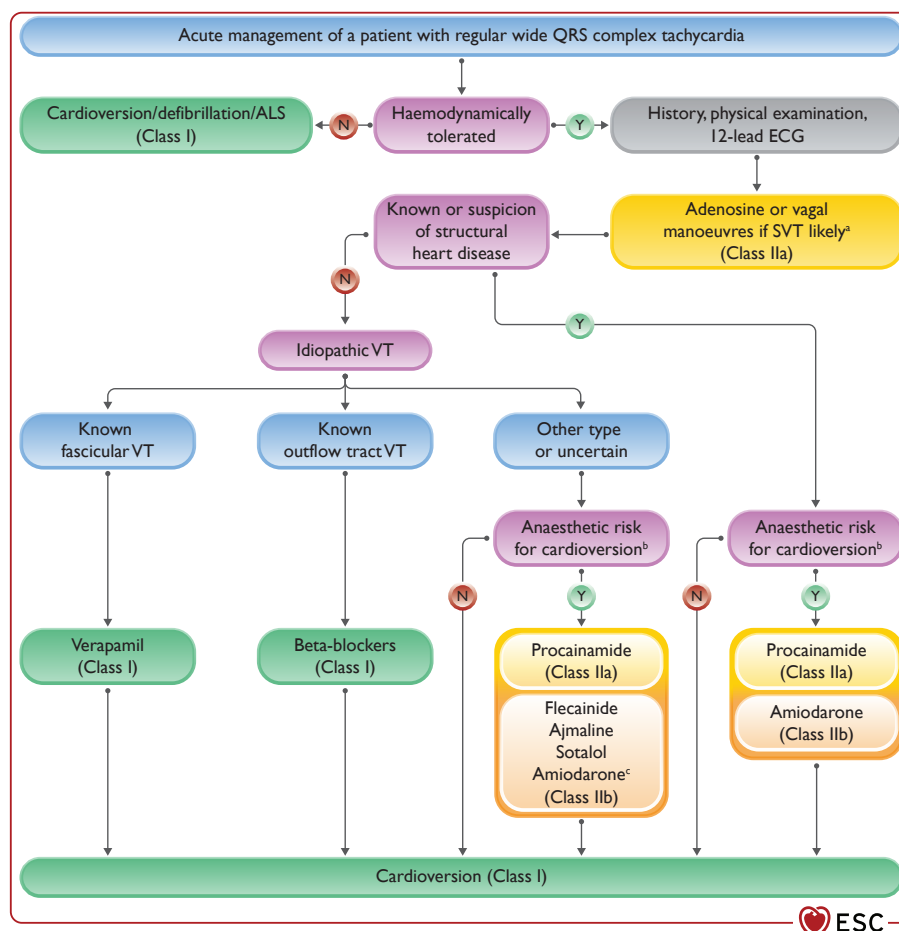 Acute management of a patient with regular wide QRS complex tachycardia
Cardioversion/defibrillation/ALS
(Class I)
N
Haemodynamically
tolerated
Y
History, physical examination,
12-lead ECG
Known or suspicion
of structural
heart disease
Adenosine or vagal
manoeuvres if SVT likelyᵃ
(Class IIa)
N
Y
Idiopathic VT
Known
fascicular VT
Known
outflow tract VT
Other type
or uncertain
Anaesthetic risk
for cardioversionᵇ
Anaesthetic risk
for cardioversionᵇ
N
Y
N
Y
Verapamil
(Class I)
Beta-blockers
(Class I)
Procainamide
(Class IIa)
Flecainide
Ajmaline
Sotalol
Amiodaroneᶜ
(Class IIb)
Procainamide
(Class IIa)
Amiodarone
(Class IIb)
Cardioversion (Class I)
ESC